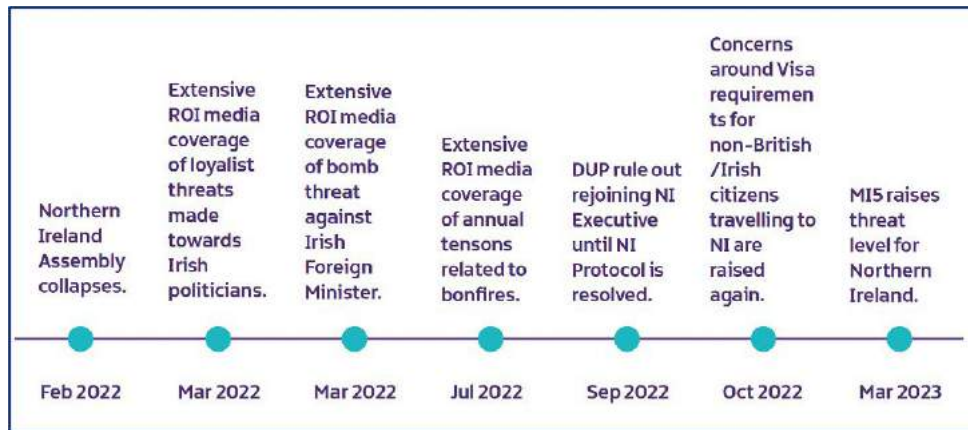 Northern
Ireland
Assembly
collapses.
Extensive
ROI media
coverage
of loyalist
threats
made
towards
Irish
politicians.
Extensive
ROI media
coverage
of bomb
threat
against
Irish
Foreign
Minister.
Extensive
ROI media
coverage
of annual
tensons
related to
bonfires.
DUP rule out
rejoining NI
Executive
until NI
Protocol is
resolved.
Concerns
around Visa
requiremen
ts for
non-British
/Irish
citizens
travelling to
NI are
raised
again.
MI5 raises
threat
level for
Northern
Ireland.
Feb 2022
Mar 2022
Mar 2022
Jul 2022
Sep 2022
Oct 2022
Mar 2023